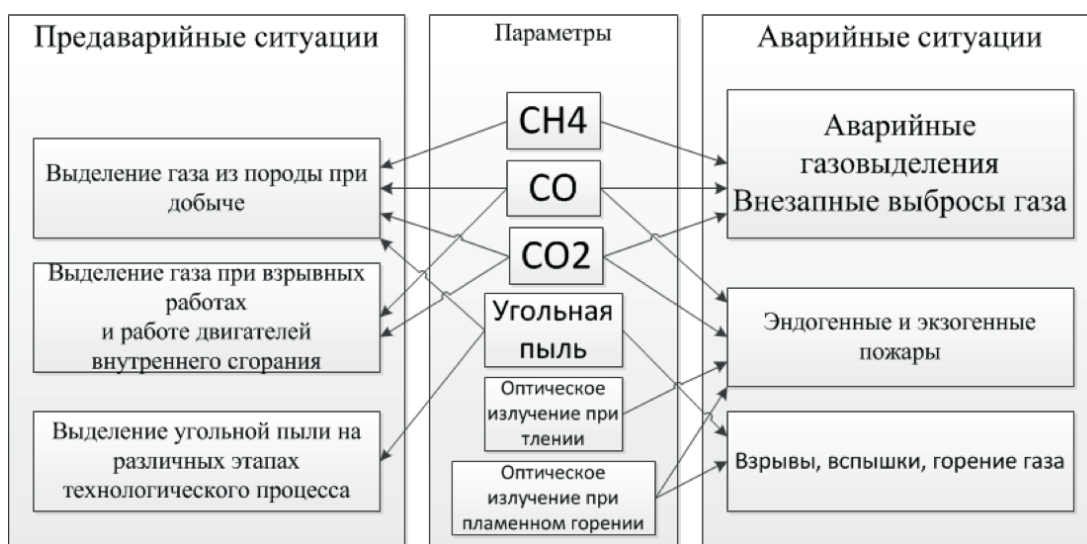 Предаварийные ситуации
Выделение газа из породы при
добыче
Выделение газа при взрывных
работах
и работе двигателей
внутреннего сгорания
Выделение угольной пыли на
различных этапах
технологического процесса
Параметры
CH4
CO
CO2
Угольная
пыль
Оптическое
излучение при
тлении
Оптическое
излучение при
пламенном горении
Аварийные ситуации
Аварийные
газовыделения
Внезапные выбросы газа
Эндогенные и экзогенные
пожары
Взрывы, вспышки, горение газа